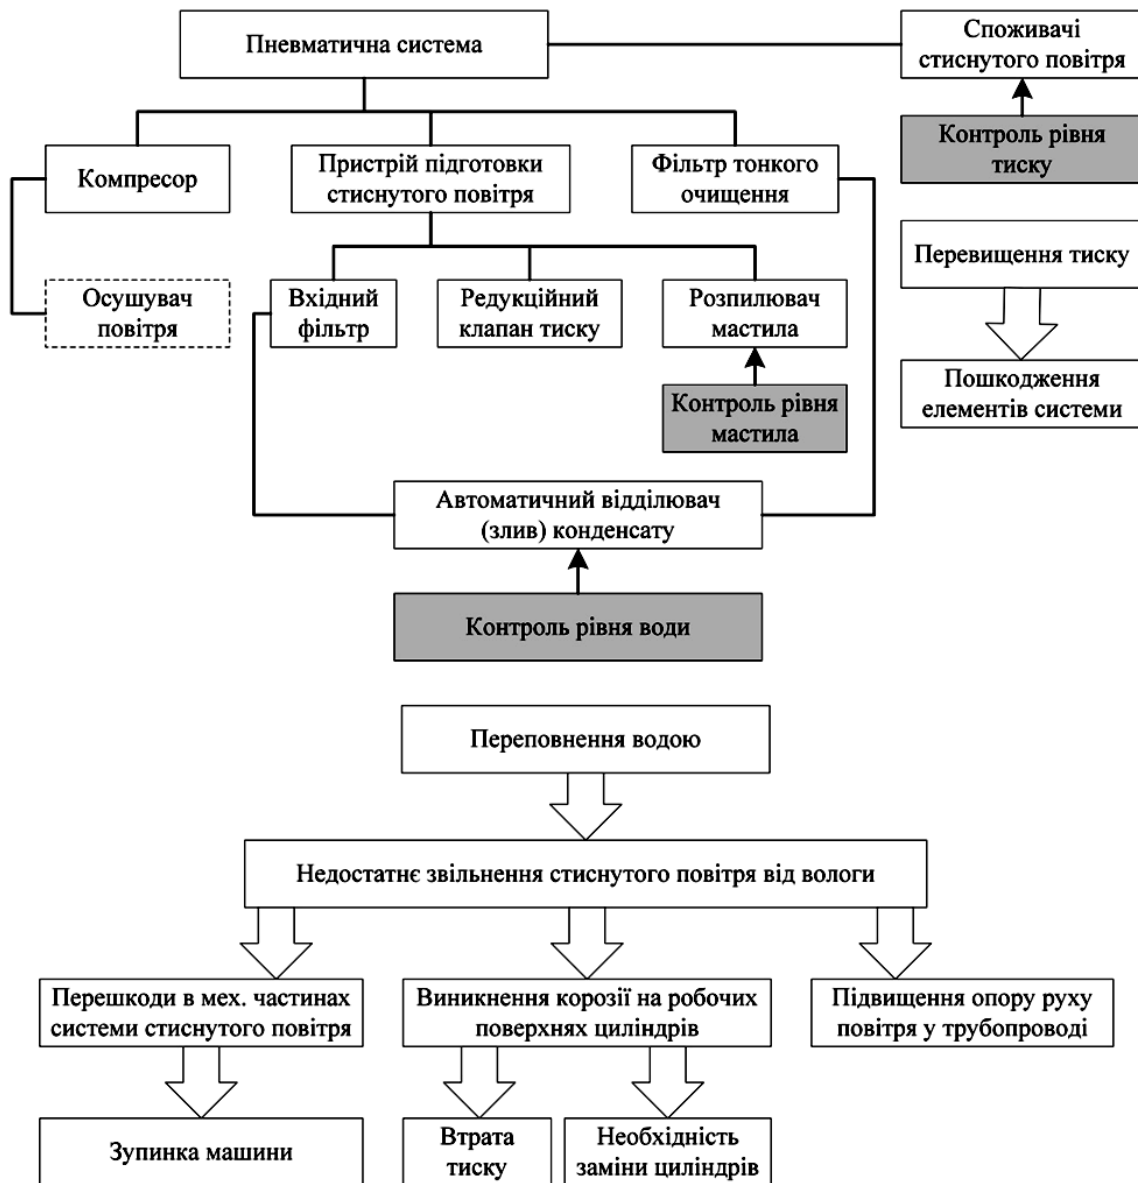 Пневматична система
Споживачі
стиснутого повітря
Контроль рівня
тиску
Компресор
Пристрій підготовки
стиснутого повітря
Фільтр тонкого
очищення
Перевищення тиску
Осушувач
повітря
Вхідний
фільтр
Редукційний
клапан тиску
Розпилювач
мастила
Пошкодження
елементів системи
Контроль рівня
мастила
Автоматичний відділювач
(злив) конденсату
Контроль рівня води
Переповнення водою
Недостатнє звільнення стиснутого повітря від вологи
Перешкоди в мех. частинах
системи стиснутого повітря
Виникнення корозії на робочих
поверхнях циліндрів
Підвищення опору руху
повітря у трубопроводі
Зупинка машини
Втрата
тиску
Необхідність
заміни циліндрів